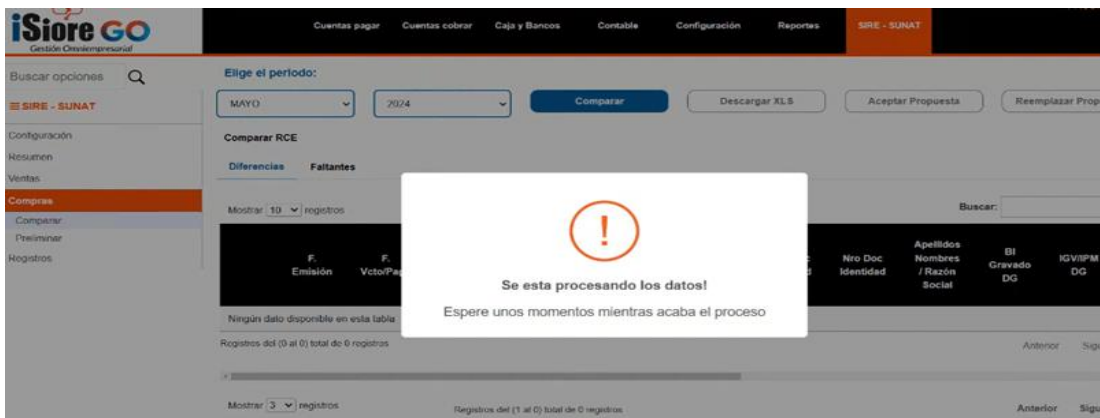 iSiore GO
Gestión Omniempresarial
Cuentas pagar Cuentas cobrar Caja y Bancos Contable Configuración Reportes SIRE - SUNAT
Buscar opciones
SIRE - SUNAT
Configuración
Resumen
Ventas
Compras
Comparar
Preliminar
Registros
Elige el periodo:
MAYO 2024 Comparar Descargar XLS Aceptar Propuesta Reemplazar Prop
Comparar RCE
Diferencias Faltantes
Mostrar 10 registros Buscar:
F. Emisión
F. Vcto/Pag
Nro Doc Identidad
Apellidos Nombres / Razón Social
BI Gravado DG
IGV/IPM DG
!
Se esta procesando los datos!
Espere unos momentos mientras acaba el proceso
Ningún dato disponible en esta tabla
Registros del (0 al 0) total de 0 registros Anterior
Mostrar 3 registros Registros del (1 al 0) total de 0 registros Anterior